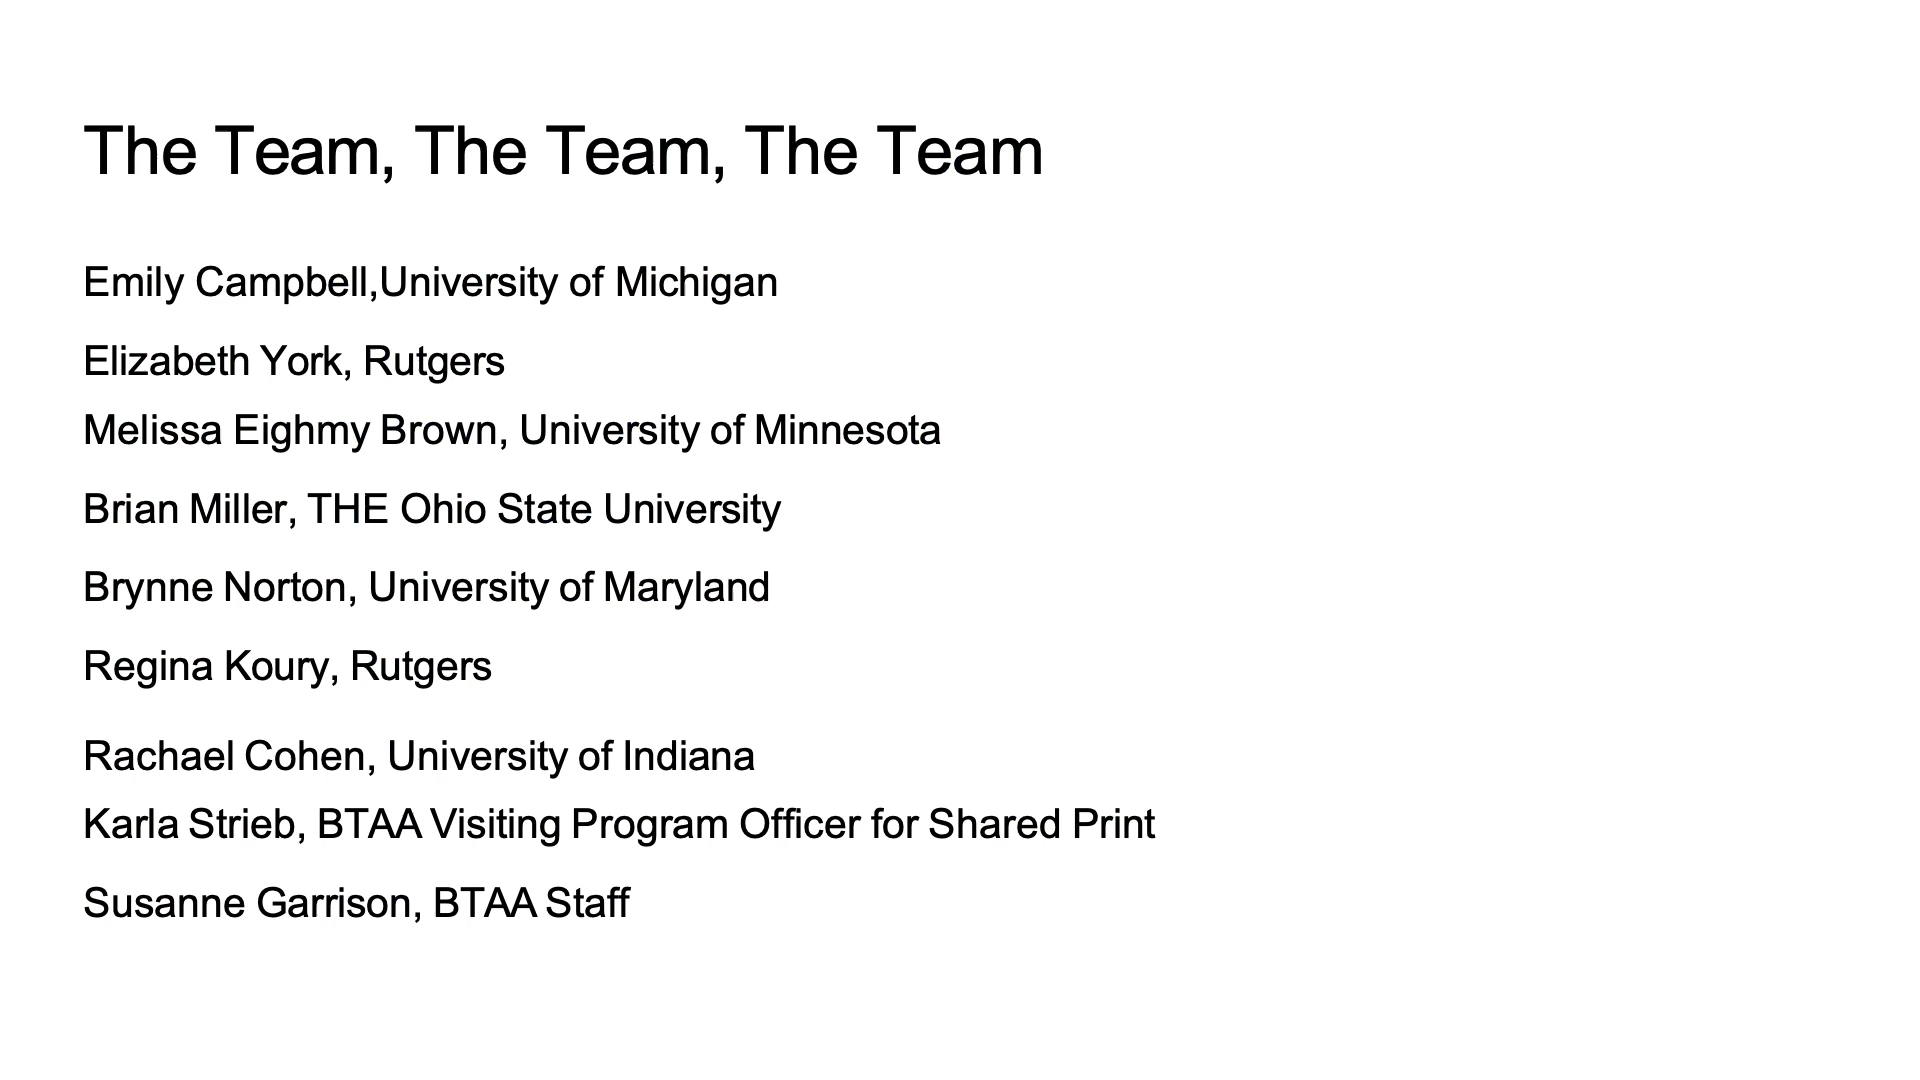 The Team, The Team, The Team
Emily Campbell,University of Michigan
Elizabeth York, Rutgers
Melissa Eighmy Brown, University of Minnesota
Brian Miller, THE Ohio State University
Brynne Norton, University of Maryland
Regina Koury, Rutgers
Rachael Cohen, University of Indiana
Karla Strieb, BTAA Visiting Program Officer for Shared Print
Susanne Garrison, BTAA Staff